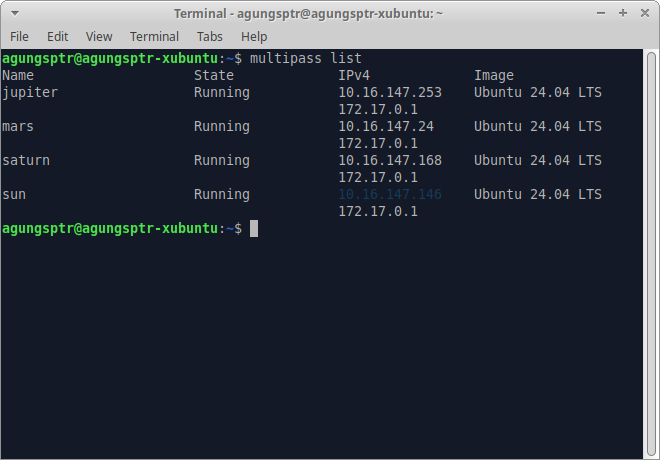 Terminal - agungsptr@agungsptr-xubuntu: ~
File Edit View Terminal Tabs Help
agungsptr@agungsptr-xubuntu:~$ multipass list
Name State IPv4 Image
jupiter Running 10.16.147.253 Ubuntu 24.04 LTS
172.17.0.1
mars Running 10.16.147.24 Ubuntu 24.04 LTS
172.17.0.1
saturn Running 10.16.147.168 Ubuntu 24.04 LTS
172.17.0.1
sun Running 10.16.147.146 Ubuntu 24.04 LTS
172.17.0.1
agungsptr@agungsptr-xubuntu:~$